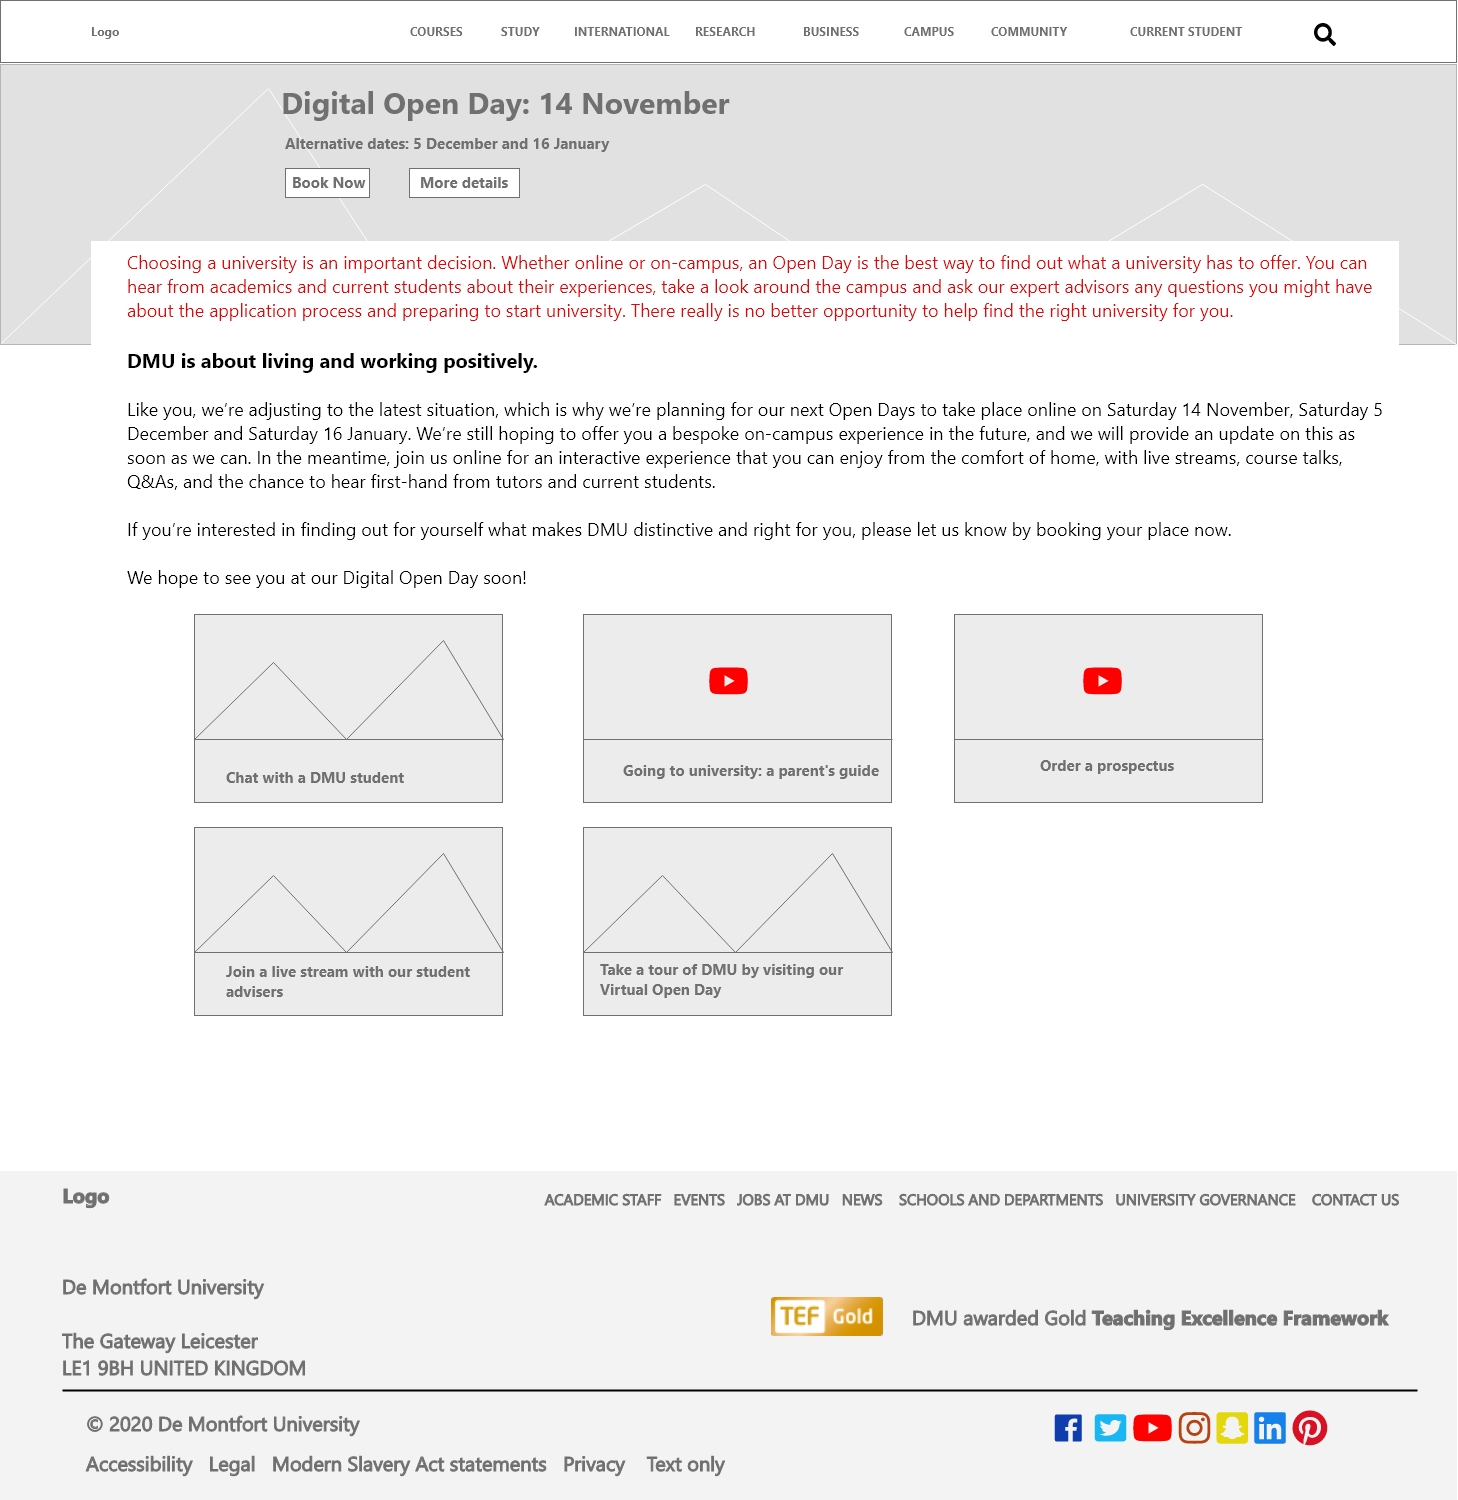 Logo
COURSES STUDY INTERNATIONAL RESEARCH BUSINESS CAMPUS COMMUNITY CURRENT STUDENT
Digital Open Day: 14 November
Alternative dates: 5 December and 16 January
Book Now More details
Choosing a university is an important decision. Whether online or on-campus, an Open Day is the best way to find out what a university has to offer. You can
hear from academics and current students about their experiences, take a look around the campus and ask our expert advisors any questions you might have
about the application process and preparing to start university. There really is no better opportunity to help find the right university for you.
DMU is about living and working positively.
Like you, we’re adjusting to the latest situation, which is why we’re planning for our next Open Days to take place online on Saturday 14 November, Saturday 5
December and Saturday 16 January. We’re still hoping to offer you a bespoke on-campus experience in the future, and we will provide an update on this as
soon as we can. In the meantime, join us online for an interactive experience that you can enjoy from the comfort of home, with live streams, course talks,
Q&As, and the chance to hear first-hand from tutors and current students.
If you’re interested in finding out for yourself what makes DMU distinctive and right for you, please let us know by booking your place now.
We hope to see you at our Digital Open Day soon!
Chat with a DMU student
Going to university: a parent's guide
Order a prospectus
Join a live stream with our student
advisers
Take a tour of DMU by visiting our
Virtual Open Day
Logo
ACADEMIC STAFF EVENTS JOBS AT DMU NEWS SCHOOLS AND DEPARTMENTS UNIVERSITY GOVERNANCE CONTACT US
De Montfort University
The Gateway Leicester
LE1 9BH UNITED KINGDOM
TEF Gold
DMU awarded Gold Teaching Excellence Framework
© 2020 De Montfort University
Accessibility Legal Modern Slavery Act statements Privacy Text only